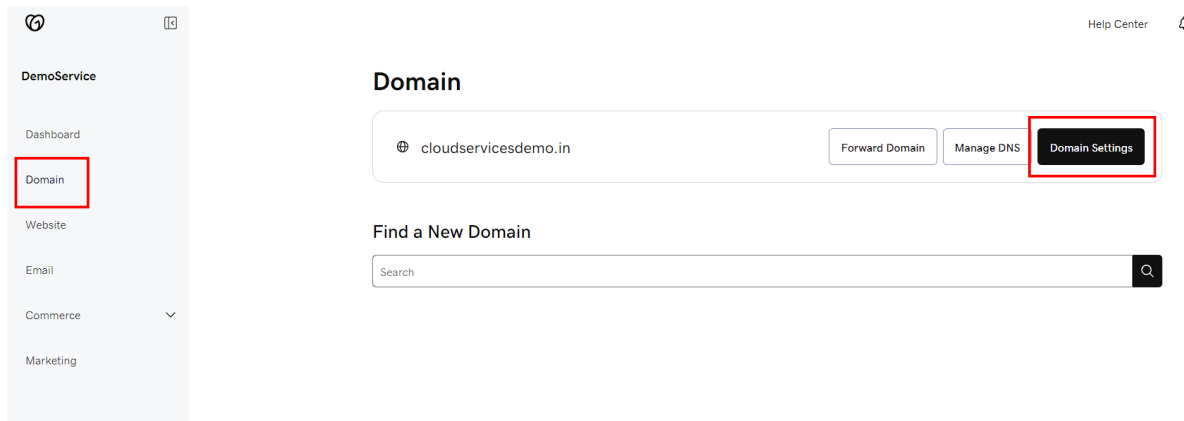 Help Center
DemoService
Domain
Dashboard
cloudservicesdemo.in
Forward Domain
Manage DNS
Domain Settings
Domain
Website
Find a New Domain
Email
Search
Commerce
Marketing